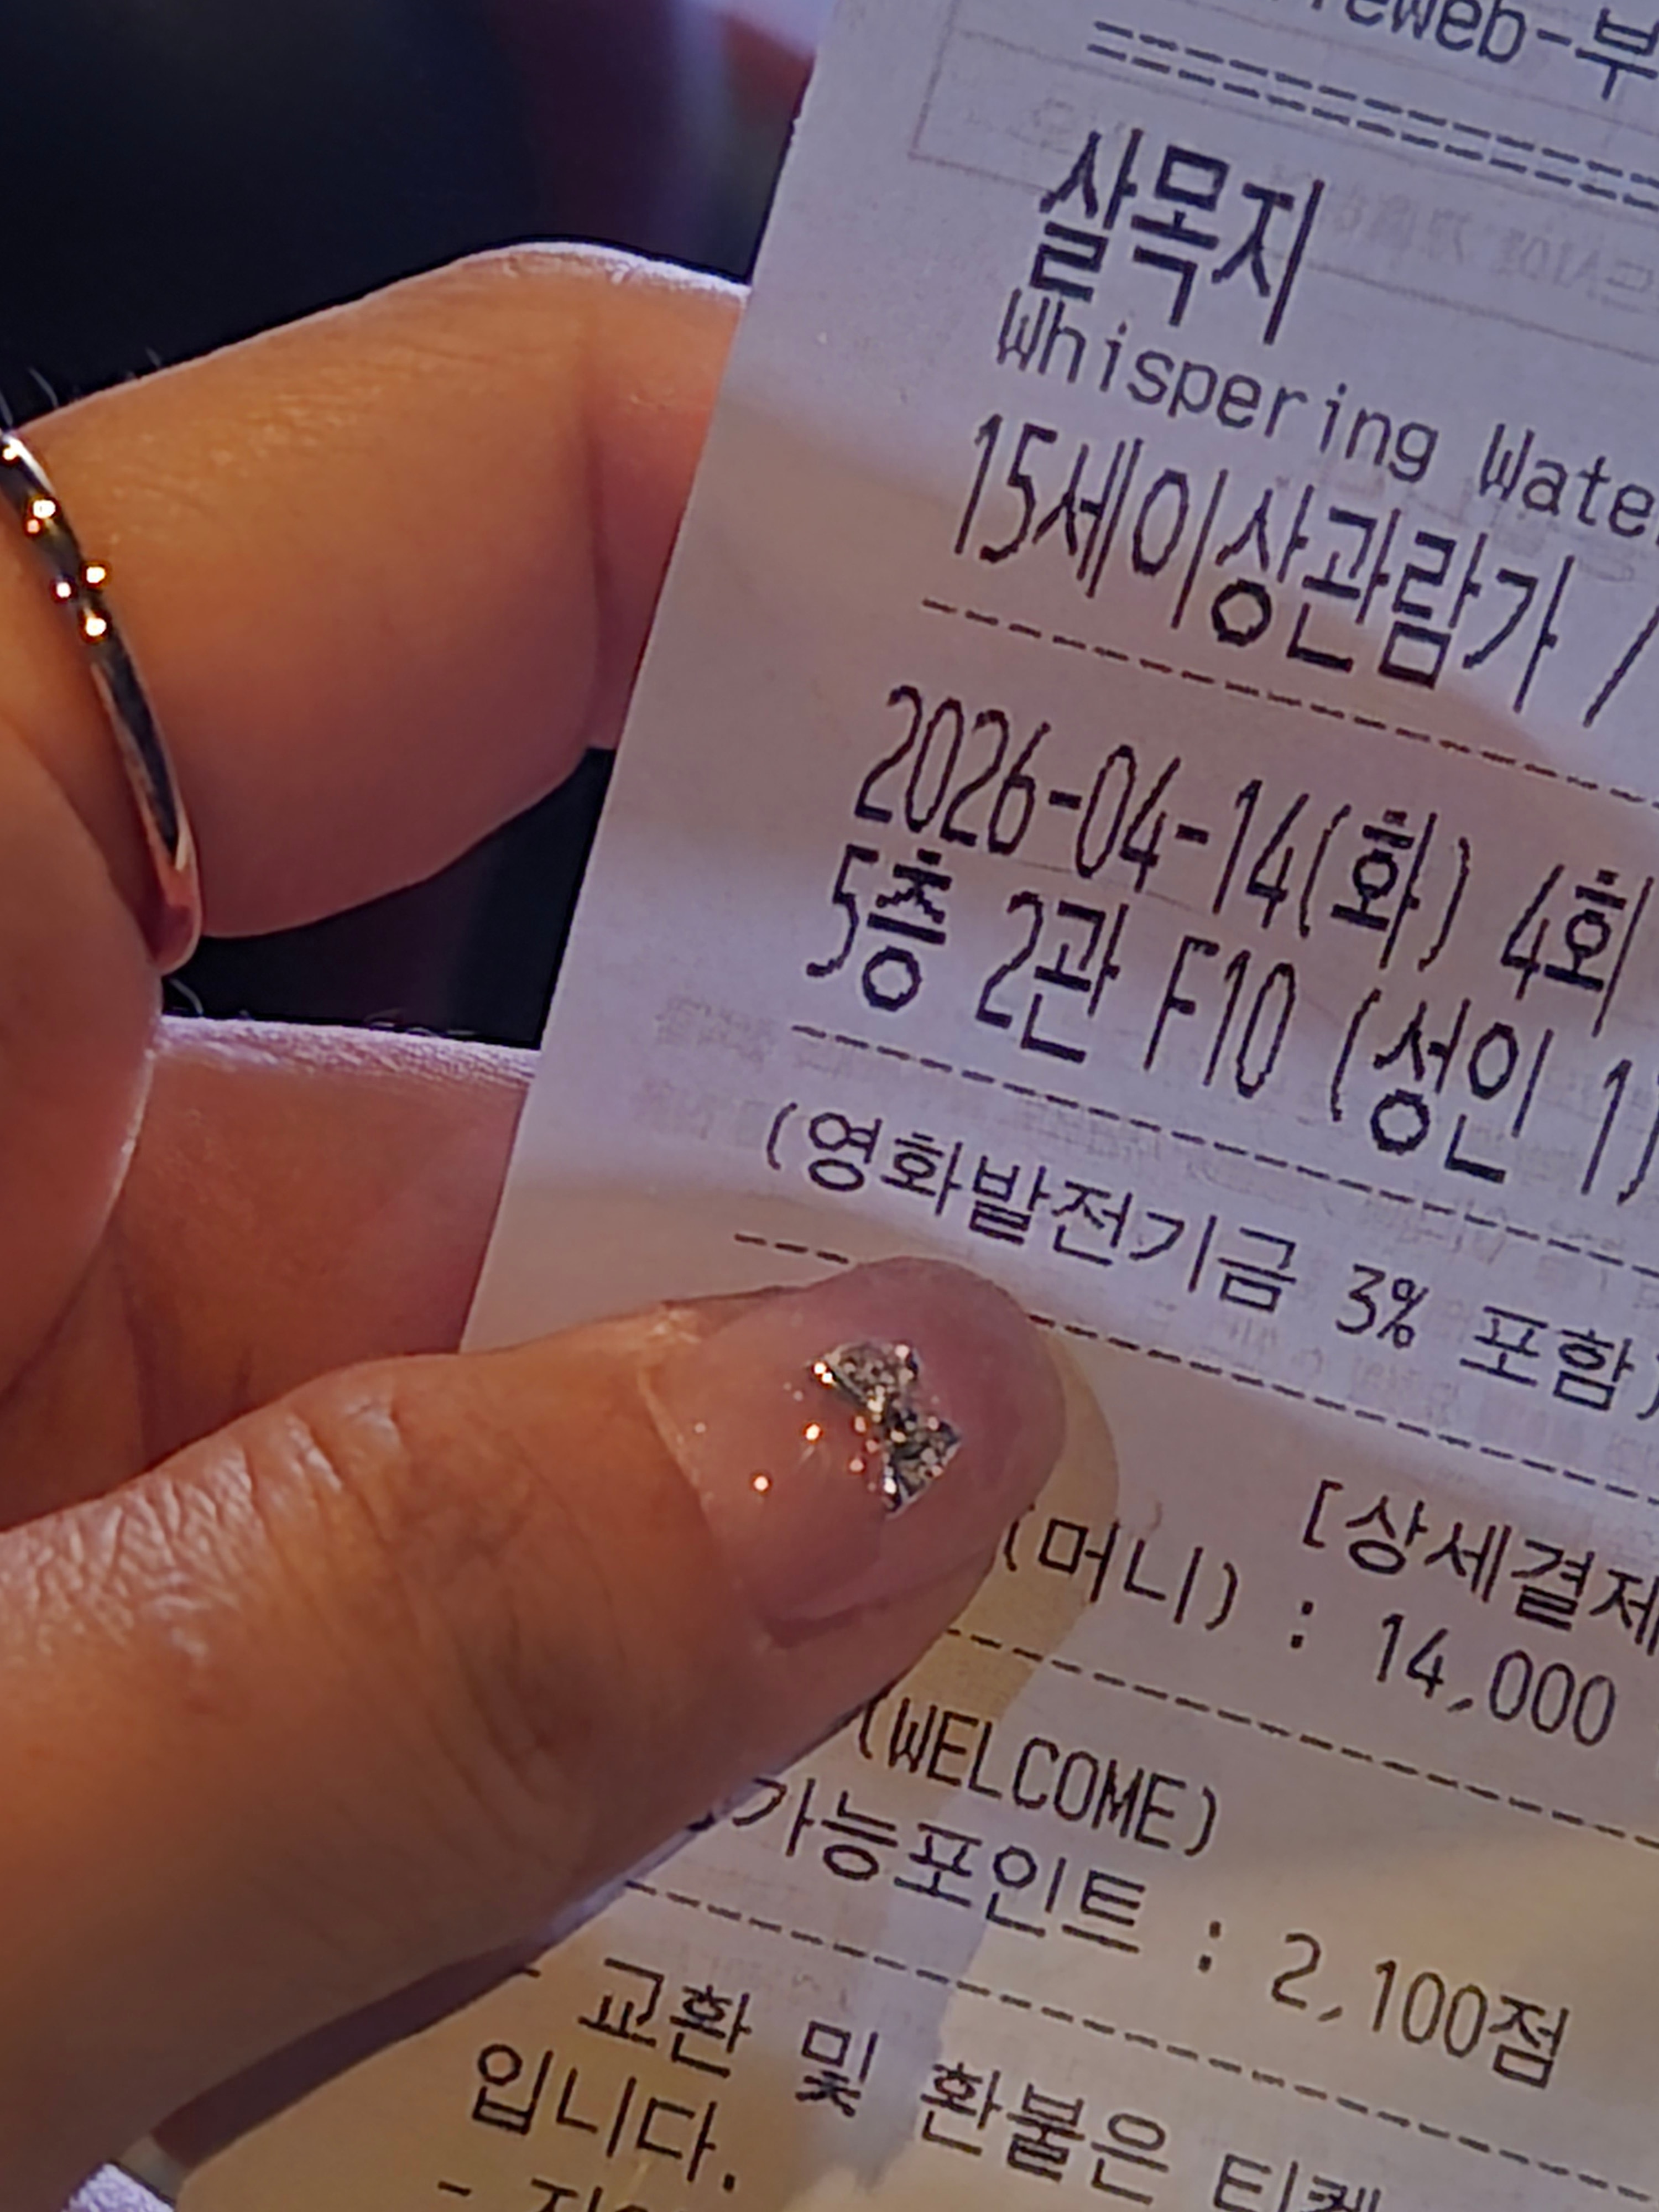 eweb-부
살목지
Whispering Wate
15세이상관람가 /
2026-04-14(화) 4회
5층 2관 F10 (성인 1)
(영화발전기금 3% 포함)
[상세결제
(머니) : 14,000
(WELCOME)
가능포인트 : 2,100점
- 교환 및 환불은 티켓
입니다.
-